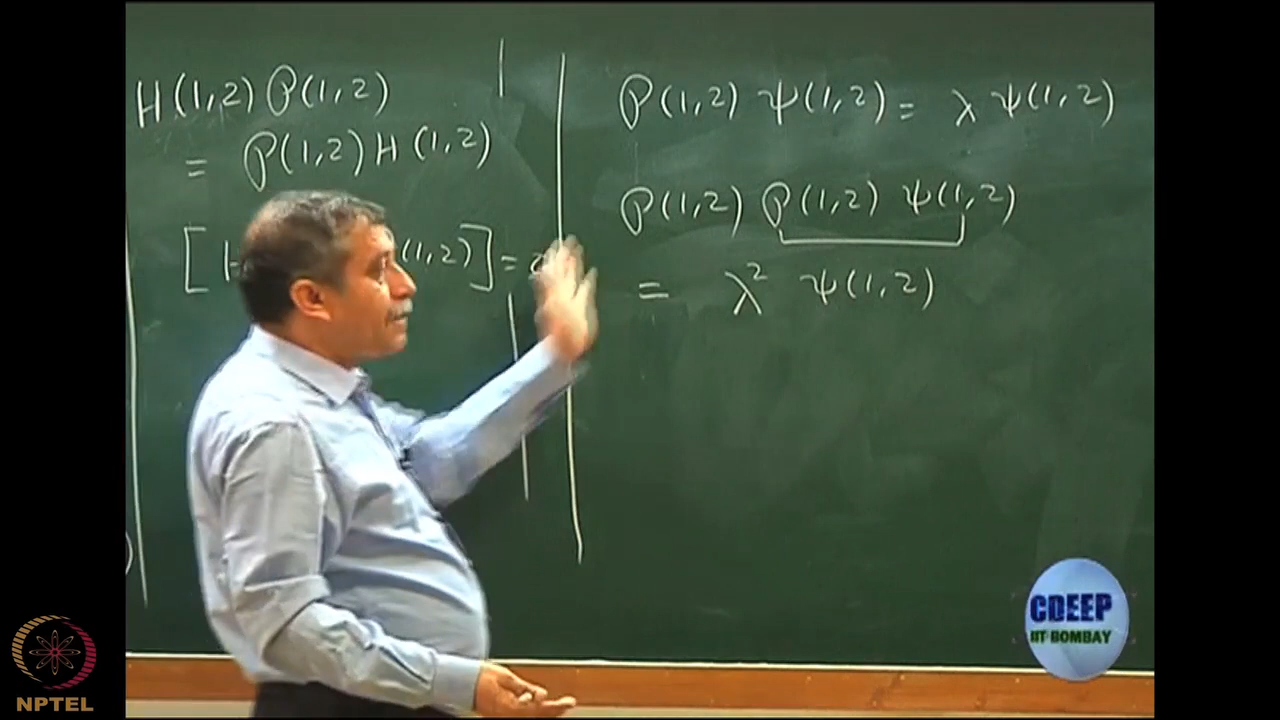 H(1,2) P(1,2)
= P(1,2) H(1,2)
[ H (1,2) ] =
P(1,2) ψ(1,2) = λ ψ(1,2)
P(1,2) P(1,2) ψ(1,2)
= λ² ψ(1,2)
CDEEP
IIT BOMBAY
NPTEL